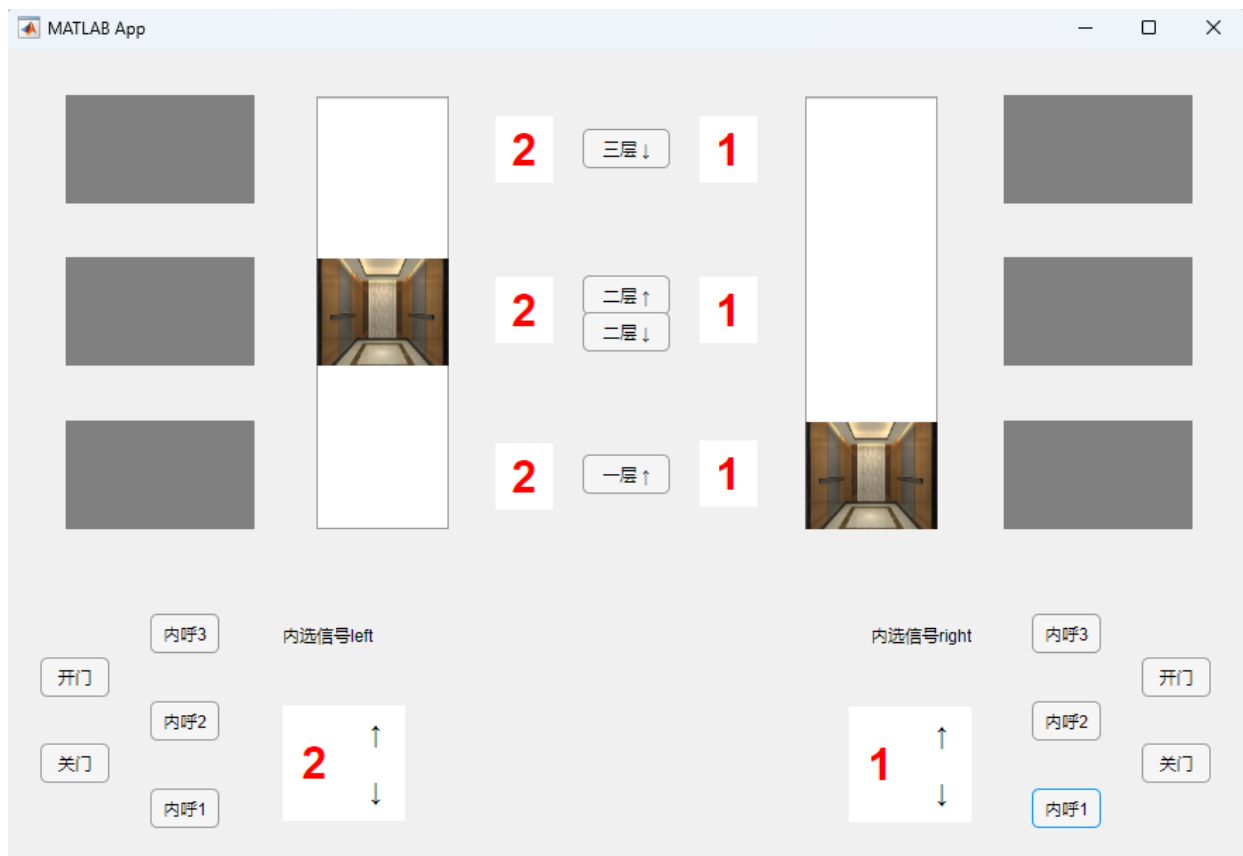 MATLAB App
2 三层↓ 1
2 二层↑ 1
二层↓
2 一层↑ 1
内呼3 内选信号left 内选信号right 内呼3
开门 开门
内呼2 内呼2
↑ ↑
关门 2 1 关门
↓ ↓
内呼1 内呼1